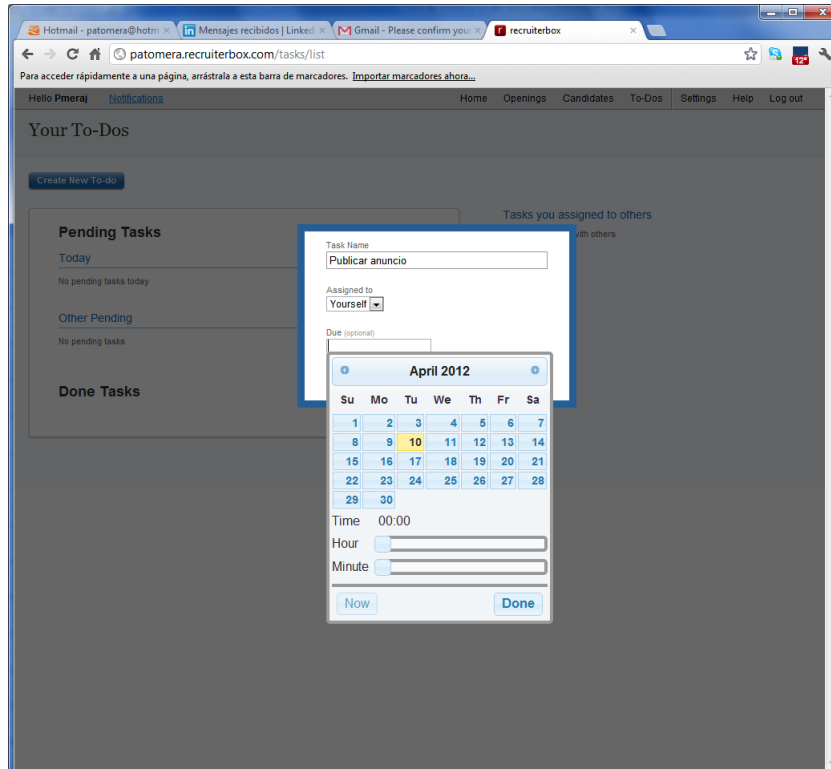 Hotmail - patomera@hotm
Mensajes recibidos | Linked
Gmail - Please confirm you
recruiterbox
patomera.recruiterbox.com/tasks/list
12°
Para acceder rápidamente a una página, arrástrala a esta barra de marcadores. Importar marcadores ahora...
Hello Pmeraj Notifications Home Openings Candidates To-Dos Settings Help Log out
Your To-Dos
Create New To-do
Pending Tasks
Today
No pending tasks today
Other Pending
No pending tasks
Done Tasks
Tasks you assigned to others
with others
Task Name
Publicar anuncio
Assigned to
Yourself
Due (optional)
April 2012
Su Mo Tu We Th Fr Sa
1 2 3 4 5 6 7
8 9 10 11 12 13 14
15 16 17 18 19 20 21
22 23 24 25 26 27 28
29 30
Time 00:00
Hour
Minute
Now Done